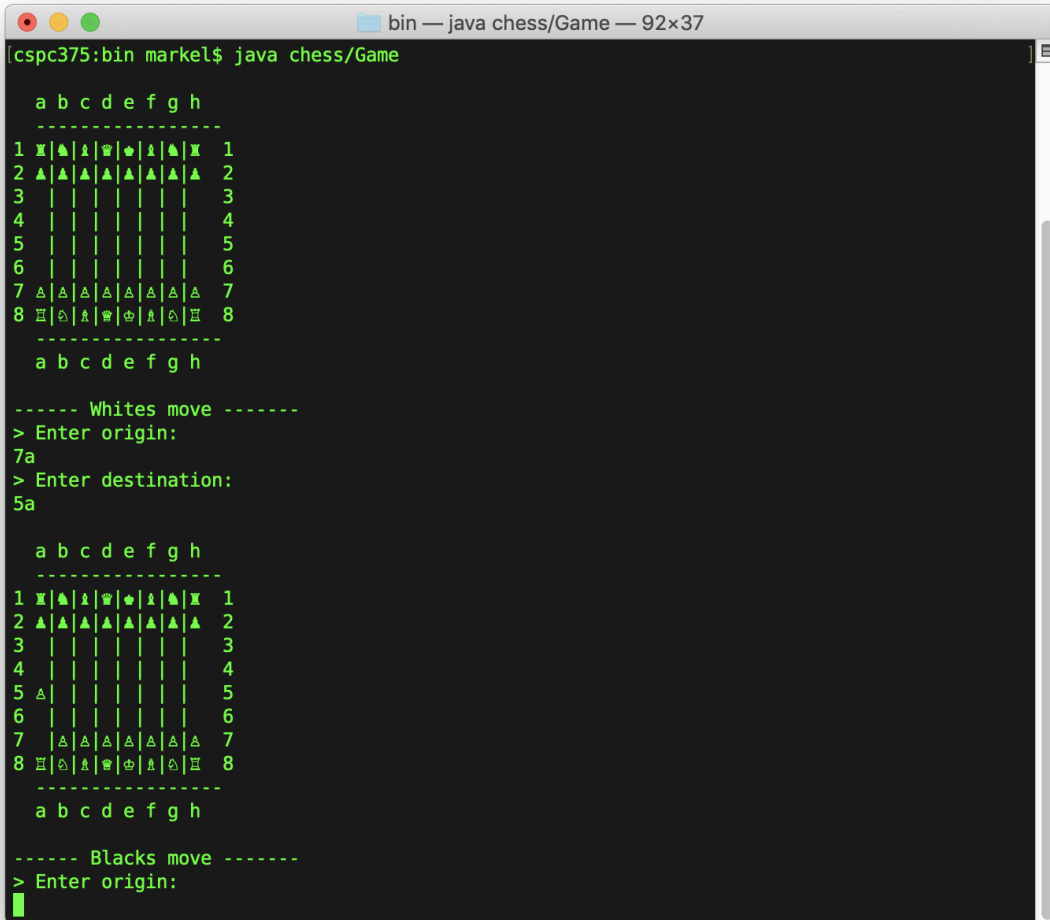 bin — java chess/Game — 92×37
[cspc375:bin markel$ java chess/Game ]
  a b c d e f g h
  -----------------
1 ♜|♞|♝|♛|♚|♝|♞|♜  1
2 ♟|♟|♟|♟|♟|♟|♟|♟  2
3  | | | | | | |   3
4  | | | | | | |   4
5  | | | | | | |   5
6  | | | | | | |   6
7 ♙|♙|♙|♙|♙|♙|♙|♙  7
8 ♖|♘|♗|♕|♔|♗|♘|♖  8
  -----------------
  a b c d e f g h
------ Whites move -------
> Enter origin:
7a
> Enter destination:
5a
  a b c d e f g h
  -----------------
1 ♜|♞|♝|♛|♚|♝|♞|♜  1
2 ♟|♟|♟|♟|♟|♟|♟|♟  2
3  | | | | | | |   3
4  | | | | | | |   4
5 ♙| | | | | | |   5
6  | | | | | | |   6
7  |♙|♙|♙|♙|♙|♙|♙  7
8 ♖|♘|♗|♕|♔|♗|♘|♖  8
  -----------------
  a b c d e f g h
------ Blacks move -------
> Enter origin: